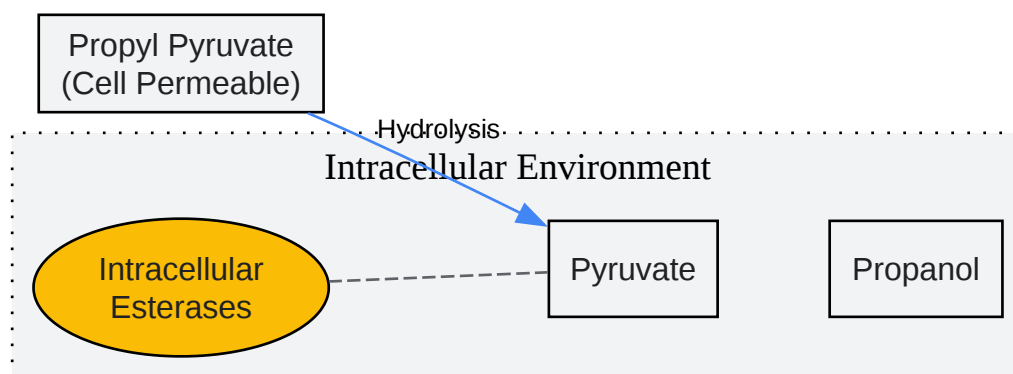 Propyl Pyruvate
(Cell Permeable)
Hydrolysis
Intracellular Environment
Intracellular
Esterases
Pyruvate
Propanol